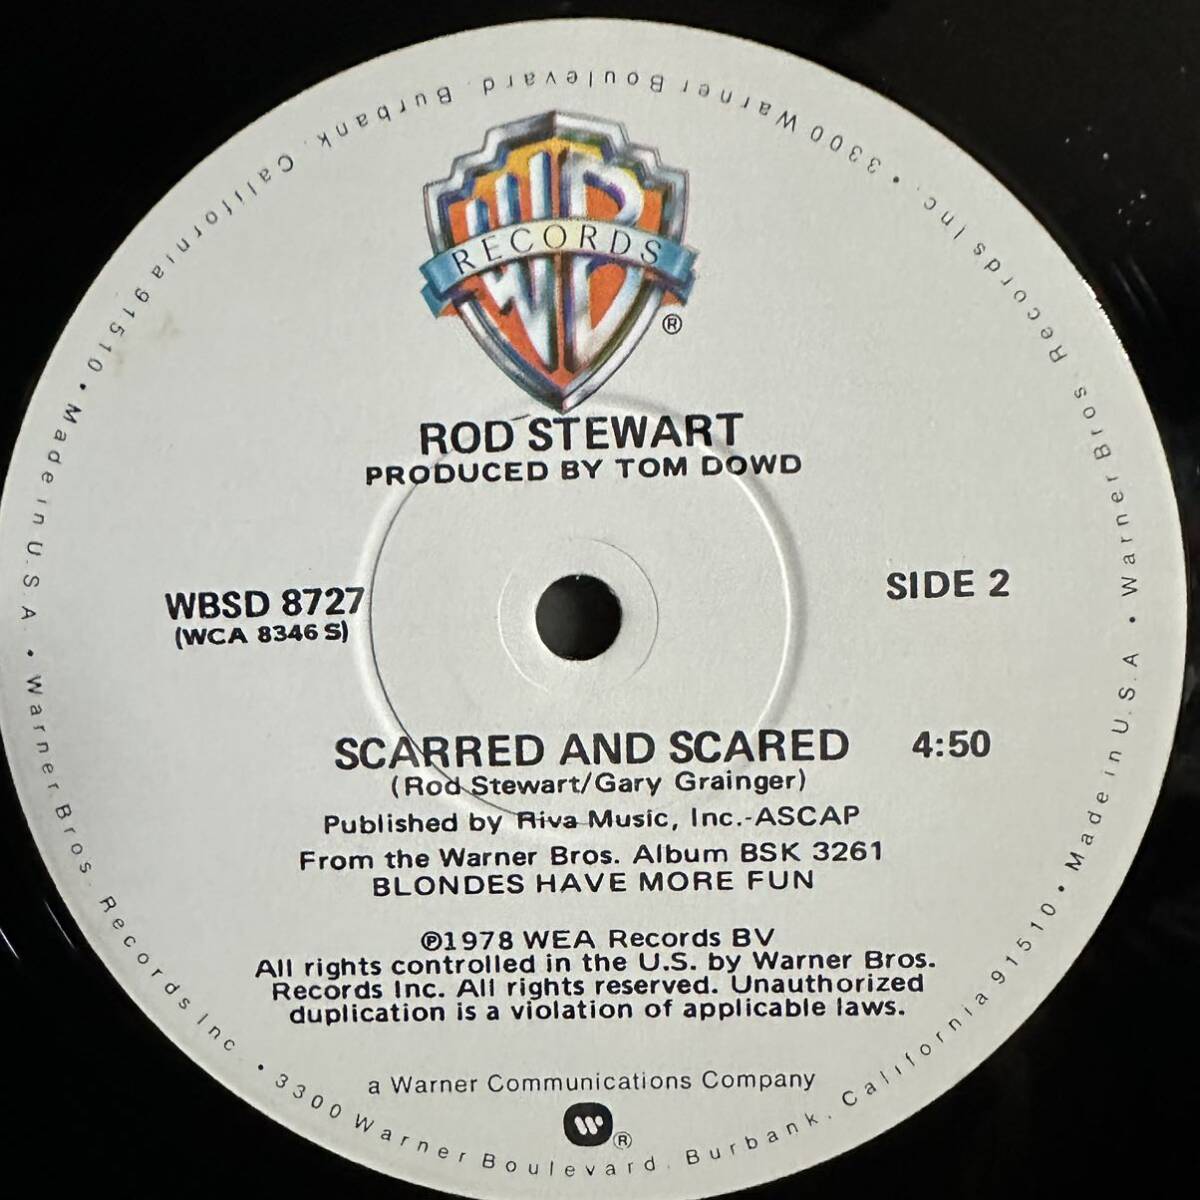 WB
RECORDS
®
ROD STEWART
PRODUCED BY TOM DOWD
WBSD 8727
(WCA 8346 S)
SIDE 2
SCARRED AND SCARED 4:50
(Rod Stewart/Gary Grainger)
Published by Riva Music, Inc.-ASCAP
From the Warner Bros. Album BSK 3261
BLONDES HAVE MORE FUN
℗1978 WEA Records BV
All rights controlled in the U.S. by Warner Bros.
Records Inc. All rights reserved. Unauthorized
duplication is a violation of applicable laws.
a Warner Communications Company
®
Warner Bros. Records Inc. • 3300 Warner Boulevard, Burbank, California 91510 • Made in U.S.A. • Warner Bros. Records Inc. • 3300 Warner Boulevard, Burbank, California 91510 • Made in U.S.A. •